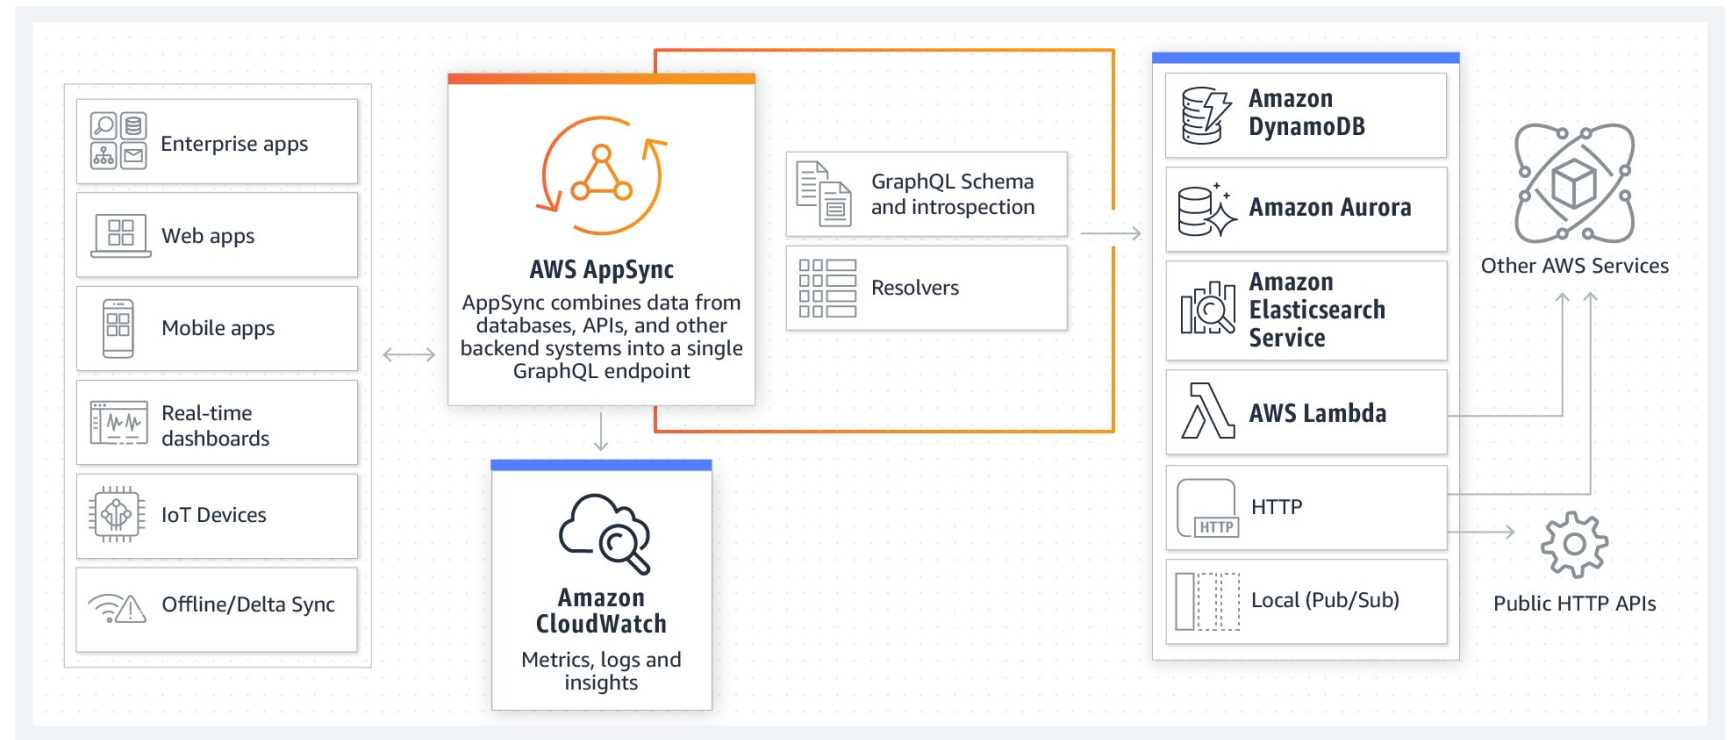 Enterprise apps
Web apps
Mobile apps
Real-time
dashboards
IoT Devices
Offline/Delta Sync
AWS AppSync
AppSync combines data from
databases, APIs, and other
backend systems into a single
GraphQL endpoint
Amazon
CloudWatch
Metrics, logs and
insights
GraphQL Schema
and introspection
Resolvers
Amazon
DynamoDB
Amazon Aurora
Amazon
Elasticsearch
Service
AWS Lambda
HTTP
HTTP
Local (Pub/Sub)
Other AWS Services
Public HTTP APIs